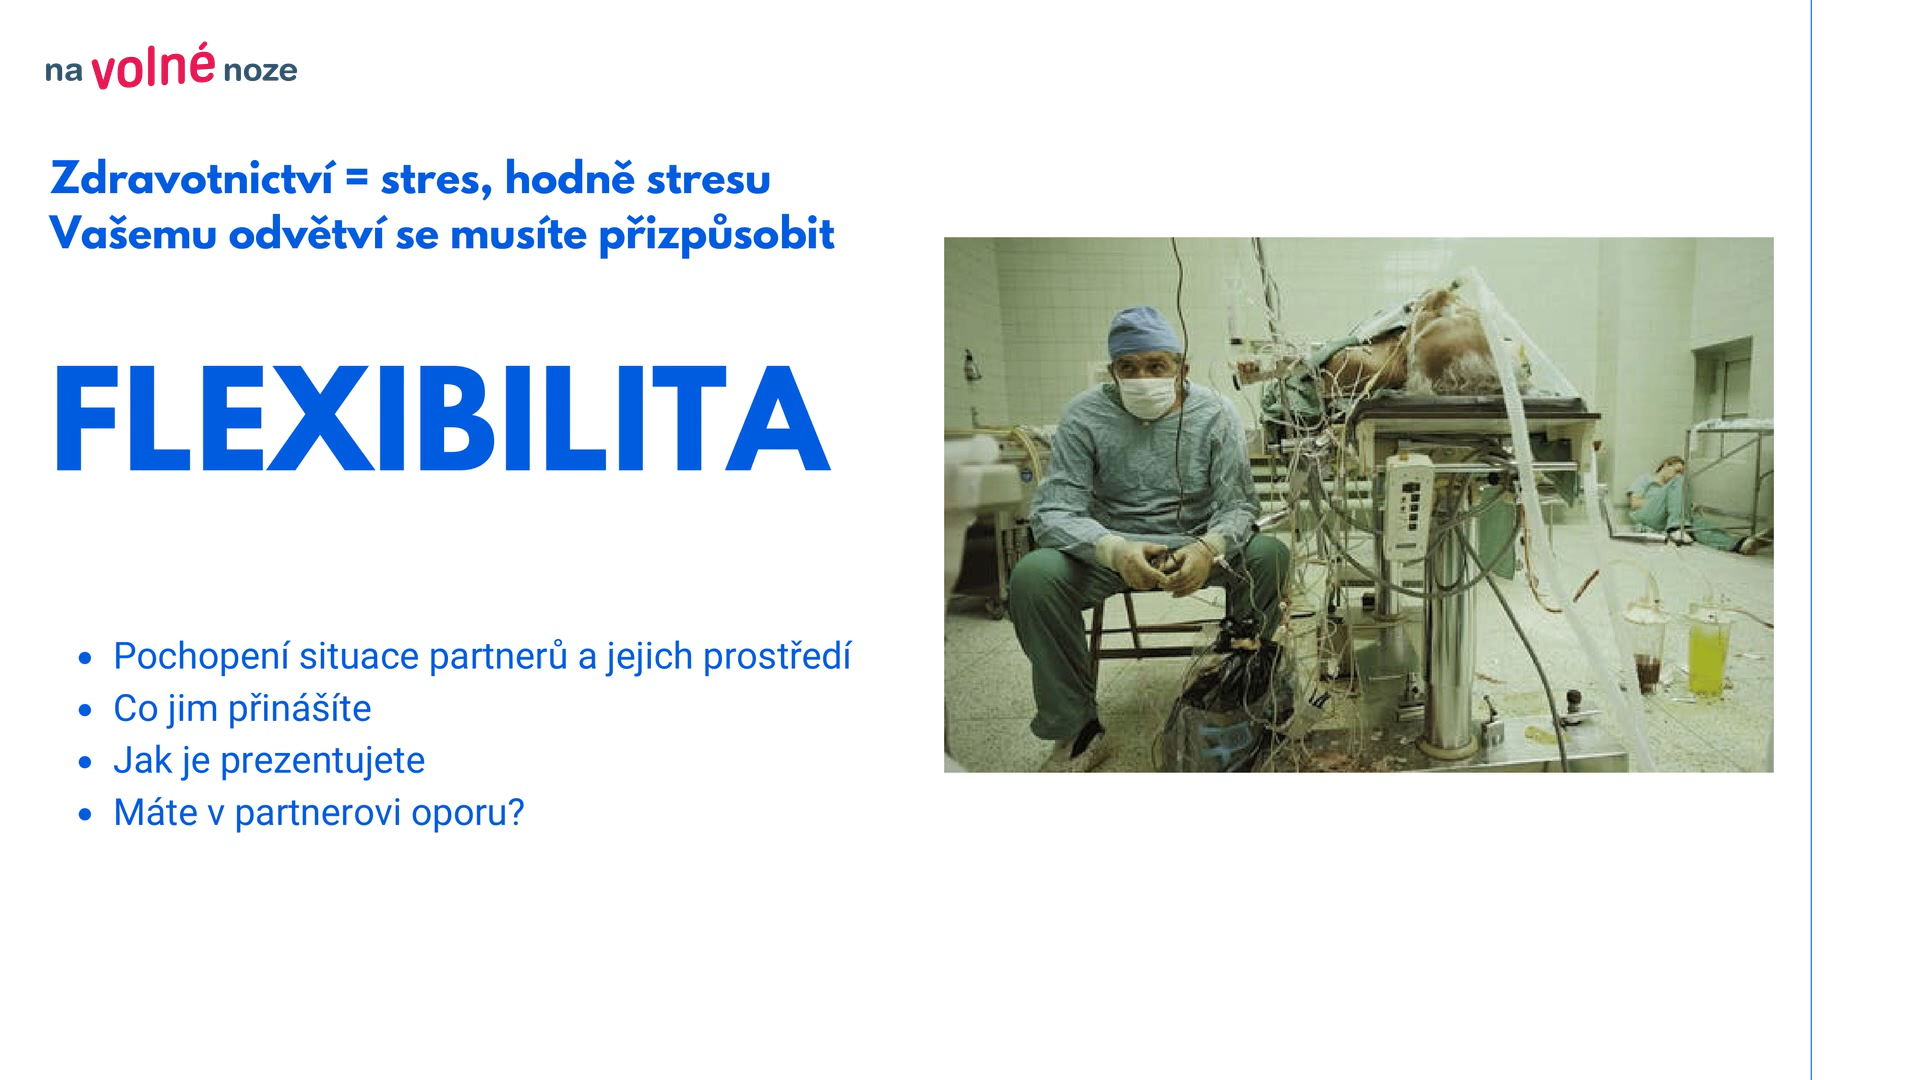 na volné noze
Zdravotnictví = stres, hodně stresu
Vašemu odvětví se musíte přizpůsobit
FLEXIBILITA
• Pochopení situace partnerů a jejich prostředí
• Co jim přinášíte
• Jak je prezentujete
• Máte v partnerovi oporu?